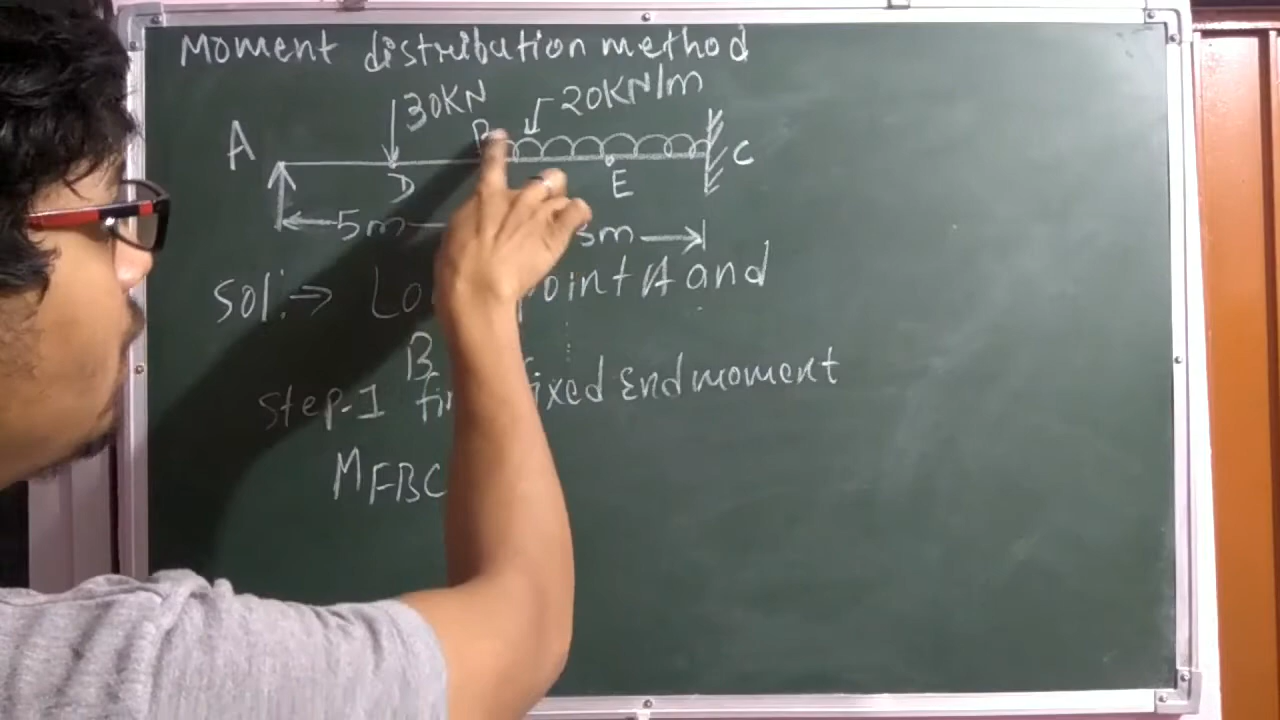 Moment distribution method
30KN 20KN/m
A B C
D E
5m 3m
Sol:→ point A and
B
Step-1 fixed End moment
MFBC